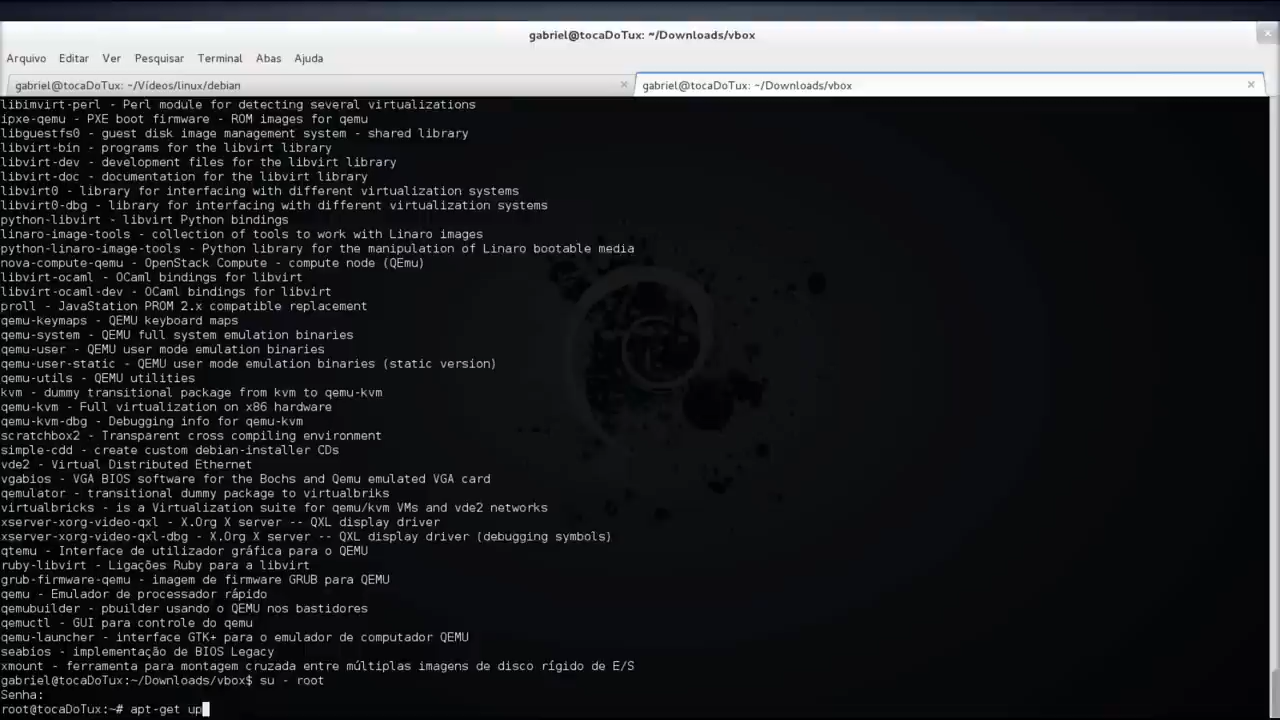 gabriel@tocaDoTux: ~/Downloads/vbox
Arquivo Editar Ver Pesquisar Terminal Abas Ajuda
gabriel@tocaDoTux: ~/Vídeos/linux/debian
gabriel@tocaDoTux: ~/Downloads/vbox
libimvirt-perl - Perl module for detecting several virtualizations
ipxe-qemu - PXE boot firmware - ROM images for qemu
libguestfs0 - guest disk image management system - shared library
libvirt-bin - programs for the libvirt library
libvirt-dev - development files for the libvirt library
libvirt-doc - documentation for the libvirt library
libvirt0 - library for interfacing with different virtualization systems
libvirt0-dbg - library for interfacing with different virtualization systems
python-libvirt - libvirt Python bindings
linaro-image-tools - collection of tools to work with Linaro images
python-linaro-image-tools - Python library for the manipulation of Linaro bootable media
nova-compute-qemu - OpenStack Compute - compute node (QEmu)
libvirt-ocaml - OCaml bindings for libvirt
libvirt-ocaml-dev - OCaml bindings for libvirt
proll - JavaStation PROM 2.x compatible replacement
qemu-keymaps - QEMU keyboard maps
qemu-system - QEMU full system emulation binaries
qemu-user - QEMU user mode emulation binaries
qemu-user-static - QEMU user mode emulation binaries (static version)
qemu-utils - QEMU utilities
kvm - dummy transitional package from kvm to qemu-kvm
qemu-kvm - Full virtualization on x86 hardware
qemu-kvm-dbg - Debugging info for qemu-kvm
scratchbox2 - Transparent cross compiling environment
simple-cdd - create custom debian-installer CDs
vde2 - Virtual Distributed Ethernet
vgabios - VGA BIOS software for the Bochs and Qemu emulated VGA card
qemulator - transitional dummy package to virtualbriks
virtualbricks - is a Virtualization suite for qemu/kvm VMs and vde2 networks
xserver-xorg-video-qxl - X.Org X server -- QXL display driver
xserver-xorg-video-qxl-dbg - X.Org X server -- QXL display driver (debugging symbols)
qtemu - Interface de utilizador gráfica para o QEMU
ruby-libvirt - Ligações Ruby para a libvirt
grub-firmware-qemu - imagem de firmware GRUB para QEMU
qemu - Emulador de processador rápido
qemubuilder - pbuilder usando o QEMU nos bastidores
qemuctl - GUI para controle do qemu
qemu-launcher - interface GTK+ para o emulador de computador QEMU
seabios - implementação de BIOS Legacy
xmount - ferramenta para montagem cruzada entre múltiplas imagens de disco rígido de E/S
gabriel@tocaDoTux:~/Downloads/vbox$ su - root
Senha:
root@tocaDoTux:~# apt-get up